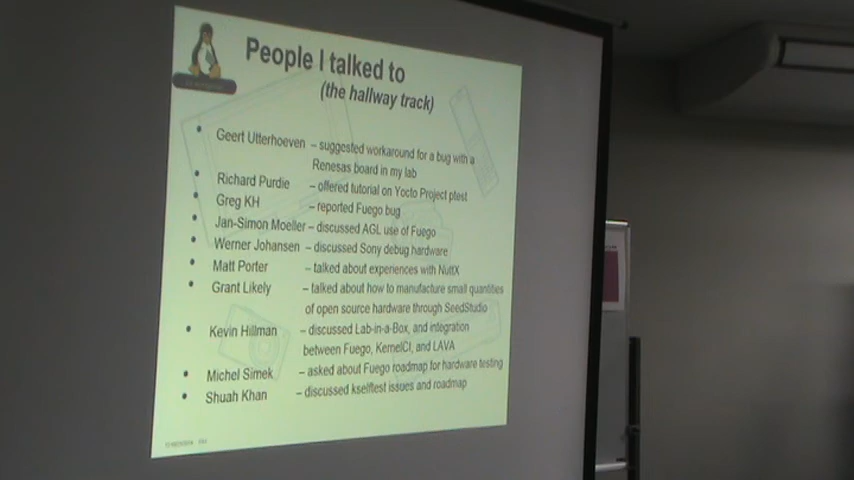 People I talked to
(the hallway track)
• Geert Utterhoeven – suggested workaround for a bug with a
Renesas board in my lab
• Richard Purdie – offered tutorial on Yocto Project ptest
• Greg KH – reported Fuego bug
• Jan-Simon Moeller – discussed AGL use of Fuego
• Werner Johansen – discussed Sony debug hardware
• Matt Porter – talked about experiences with NuttX
• Grant Likely – talked about how to manufacture small quantities
of open source hardware through SeedStudio
• Kevin Hillman – discussed Lab-in-a-Box, and integration
between Fuego, KernelCI, and LAVA
• Michel Simek – asked about Fuego roadmap for hardware testing
• Shuah Khan – discussed kselftest issues and roadmap